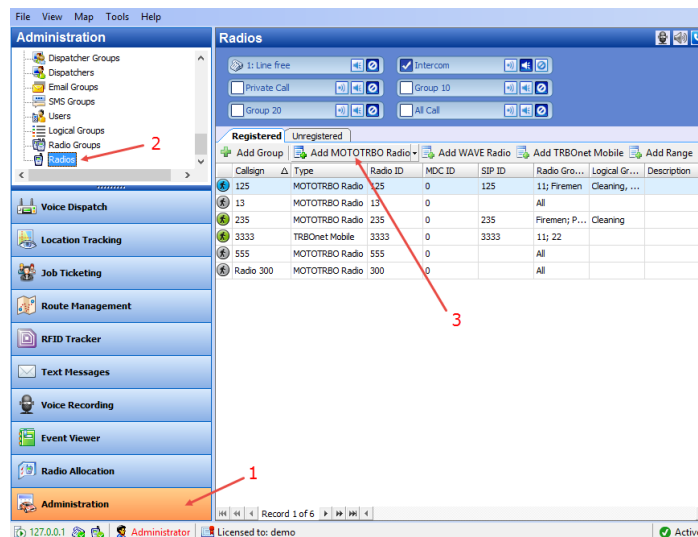 File View Map Tools Help
Administration
Dispatcher Groups
Dispatchers
Email Groups
SMS Groups
Users
Logical Groups
Radio Groups
Radios
2
Voice Dispatch
Location Tracking
Job Ticketing
Route Management
RFID Tracker
Text Messages
Voice Recording
Event Viewer
Radio Allocation
Administration
1
Radios
1: Line free Intercom
Private Call Group 10
Group 20 All Call
Registered Unregistered
Add Group Add MOTOTRBO Radio Add WAVE Radio Add TRBOnet Mobile Add Range
Callsign Type Radio ID MDC ID SIP ID Radio Gro... Logical Gr... Description
125 MOTOTRBO Radio 125 0 125 11; Firemen Cleaning, ...
13 MOTOTRBO Radio 13 0 All
235 MOTOTRBO Radio 235 0 235 Firemen; P... Cleaning
3333 TRBOnet Mobile 3333 0 3333 11; 22
555 MOTOTRBO Radio 555 0 All
Radio 300 MOTOTRBO Radio 300 0 All
3
Record 1 of 6
127.0.0.1 Administrator Licensed to: demo Active